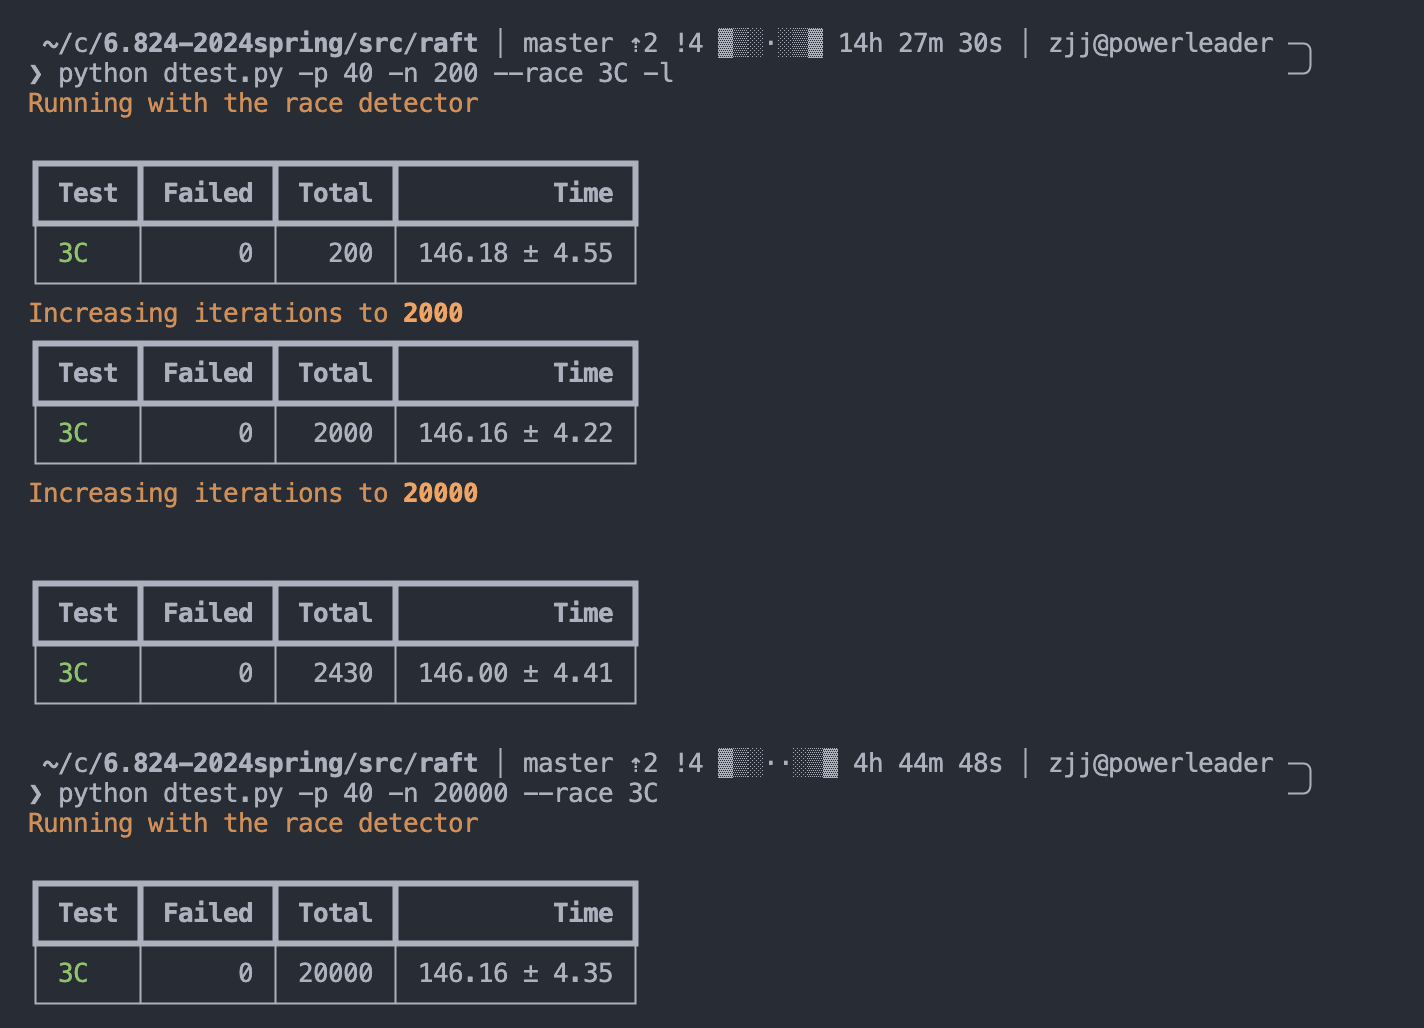 ~/c/6.824-2024spring/src/raft | master ⇡2 !4 ▓▒░·░▒▓ 14h 27m 30s | zjj@powerleader
❯ python dtest.py -p 40 -n 200 --race 3C -l
Running with the race detector
Test Failed Total Time
3C 0 200 146.18 ± 4.55
Increasing iterations to 2000
Test Failed Total Time
3C 0 2000 146.16 ± 4.22
Increasing iterations to 20000
Test Failed Total Time
3C 0 2430 146.00 ± 4.41
~/c/6.824-2024spring/src/raft | master ⇡2 !4 ▓▒░··░▒▓ 4h 44m 48s | zjj@powerleader
❯ python dtest.py -p 40 -n 20000 --race 3C
Running with the race detector
Test Failed Total Time
3C 0 20000 146.16 ± 4.35